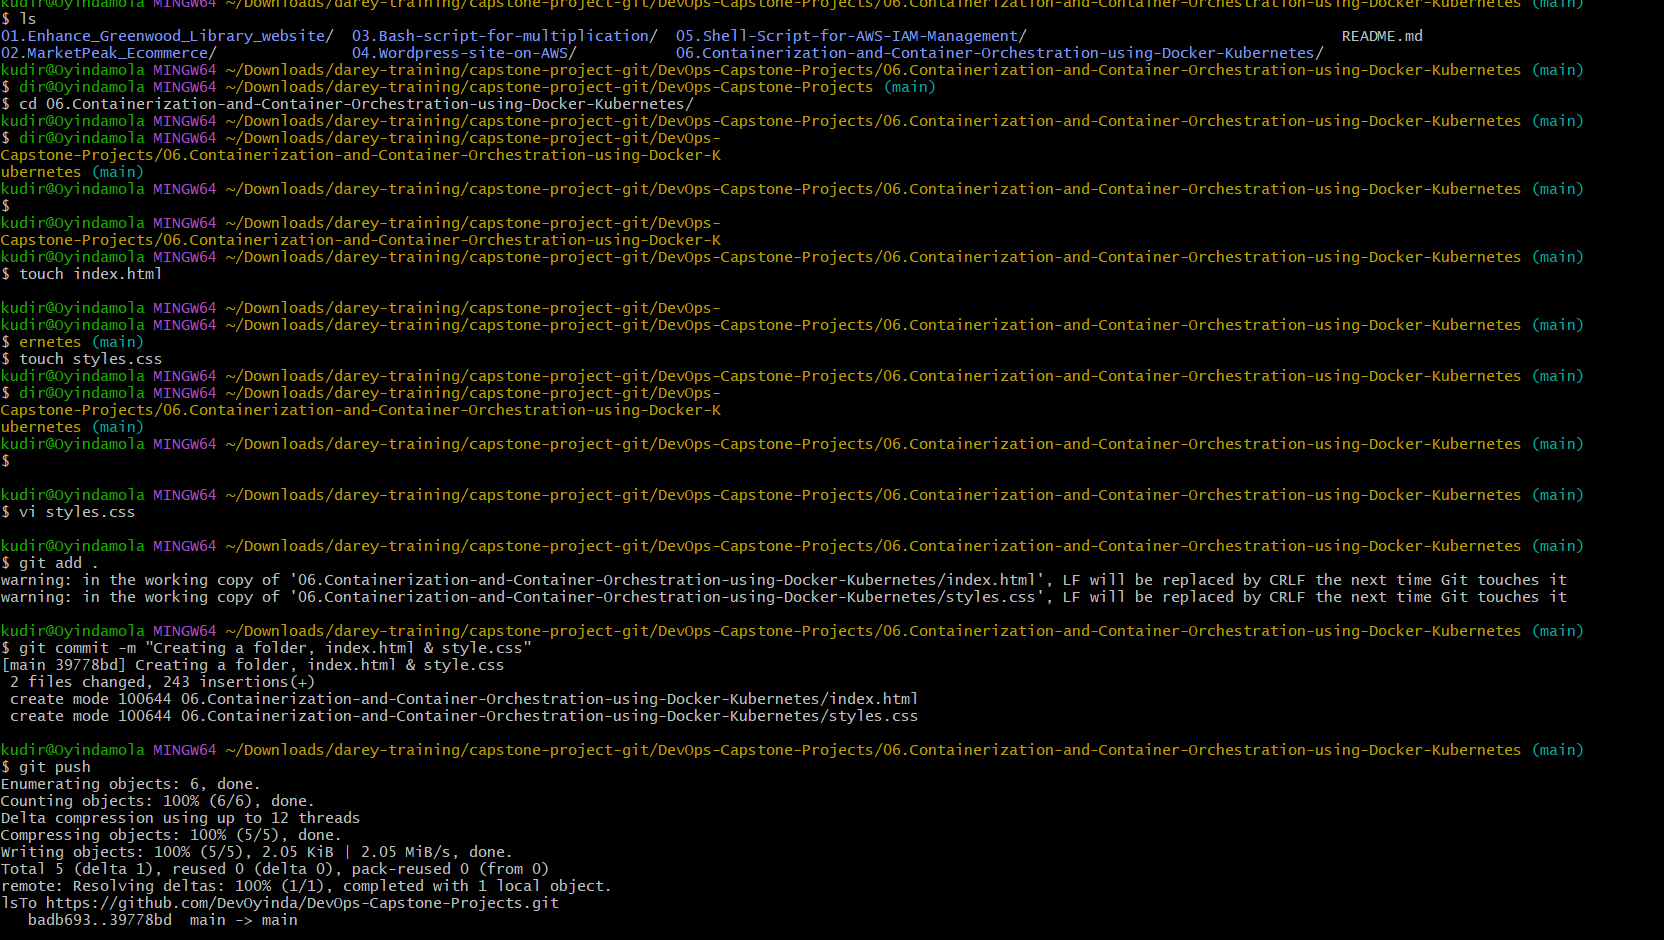 kudir@Oyindamola MINGW64 ~/Downloads/darey-training/capstone-project-git/DevOps-Capstone-Projects/06.Containerization-and-Container-Orchestration-using-Docker-Kubernetes (main)
$ ls
01.Enhance_Greenwood_Library_website/  03.Bash-script-for-multiplication/  05.Shell-Script-for-AWS-IAM-Management/                                   README.md
02.MarketPeak_Ecommerce/               04.Wordpress-site-on-AWS/           06.Containerization-and-Container-Orchestration-using-Docker-Kubernetes/
kudir@Oyindamola MINGW64 ~/Downloads/darey-training/capstone-project-git/DevOps-Capstone-Projects/06.Containerization-and-Container-Orchestration-using-Docker-Kubernetes (main)
$ dir@Oyindamola MINGW64 ~/Downloads/darey-training/capstone-project-git/DevOps-Capstone-Projects (main)
$ cd 06.Containerization-and-Container-Orchestration-using-Docker-Kubernetes/
kudir@Oyindamola MINGW64 ~/Downloads/darey-training/capstone-project-git/DevOps-Capstone-Projects/06.Containerization-and-Container-Orchestration-using-Docker-Kubernetes (main)
$ dir@Oyindamola MINGW64 ~/Downloads/darey-training/capstone-project-git/DevOps-
Capstone-Projects/06.Containerization-and-Container-Orchestration-using-Docker-K
ubernetes (main)
kudir@Oyindamola MINGW64 ~/Downloads/darey-training/capstone-project-git/DevOps-Capstone-Projects/06.Containerization-and-Container-Orchestration-using-Docker-Kubernetes (main)
$
kudir@Oyindamola MINGW64 ~/Downloads/darey-training/capstone-project-git/DevOps-
Capstone-Projects/06.Containerization-and-Container-Orchestration-using-Docker-K
kudir@Oyindamola MINGW64 ~/Downloads/darey-training/capstone-project-git/DevOps-Capstone-Projects/06.Containerization-and-Container-Orchestration-using-Docker-Kubernetes (main)
$ touch index.html
kudir@Oyindamola MINGW64 ~/Downloads/darey-training/capstone-project-git/DevOps-
kudir@Oyindamola MINGW64 ~/Downloads/darey-training/capstone-project-git/DevOps-Capstone-Projects/06.Containerization-and-Container-Orchestration-using-Docker-Kubernetes (main)
$ ernetes (main)
$ touch styles.css
kudir@Oyindamola MINGW64 ~/Downloads/darey-training/capstone-project-git/DevOps-Capstone-Projects/06.Containerization-and-Container-Orchestration-using-Docker-Kubernetes (main)
$ dir@Oyindamola MINGW64 ~/Downloads/darey-training/capstone-project-git/DevOps-
Capstone-Projects/06.Containerization-and-Container-Orchestration-using-Docker-K
ubernetes (main)
kudir@Oyindamola MINGW64 ~/Downloads/darey-training/capstone-project-git/DevOps-Capstone-Projects/06.Containerization-and-Container-Orchestration-using-Docker-Kubernetes (main)
$
kudir@Oyindamola MINGW64 ~/Downloads/darey-training/capstone-project-git/DevOps-Capstone-Projects/06.Containerization-and-Container-Orchestration-using-Docker-Kubernetes (main)
$ vi styles.css
kudir@Oyindamola MINGW64 ~/Downloads/darey-training/capstone-project-git/DevOps-Capstone-Projects/06.Containerization-and-Container-Orchestration-using-Docker-Kubernetes (main)
$ git add .
warning: in the working copy of '06.Containerization-and-Container-Orchestration-using-Docker-Kubernetes/index.html', LF will be replaced by CRLF the next time Git touches it
warning: in the working copy of '06.Containerization-and-Container-Orchestration-using-Docker-Kubernetes/styles.css', LF will be replaced by CRLF the next time Git touches it
kudir@Oyindamola MINGW64 ~/Downloads/darey-training/capstone-project-git/DevOps-Capstone-Projects/06.Containerization-and-Container-Orchestration-using-Docker-Kubernetes (main)
$ git commit -m "Creating a folder, index.html & style.css"
[main 39778bd] Creating a folder, index.html & style.css
 2 files changed, 243 insertions(+)
 create mode 100644 06.Containerization-and-Container-Orchestration-using-Docker-Kubernetes/index.html
 create mode 100644 06.Containerization-and-Container-Orchestration-using-Docker-Kubernetes/styles.css
kudir@Oyindamola MINGW64 ~/Downloads/darey-training/capstone-project-git/DevOps-Capstone-Projects/06.Containerization-and-Container-Orchestration-using-Docker-Kubernetes (main)
$ git push
Enumerating objects: 6, done.
Counting objects: 100% (6/6), done.
Delta compression using up to 12 threads
Compressing objects: 100% (5/5), done.
Writing objects: 100% (5/5), 2.05 KiB | 2.05 MiB/s, done.
Total 5 (delta 1), reused 0 (delta 0), pack-reused 0 (from 0)
remote: Resolving deltas: 100% (1/1), completed with 1 local object.
lsTo https://github.com/DevOyinda/DevOps-Capstone-Projects.git
   badb693..39778bd  main -> main